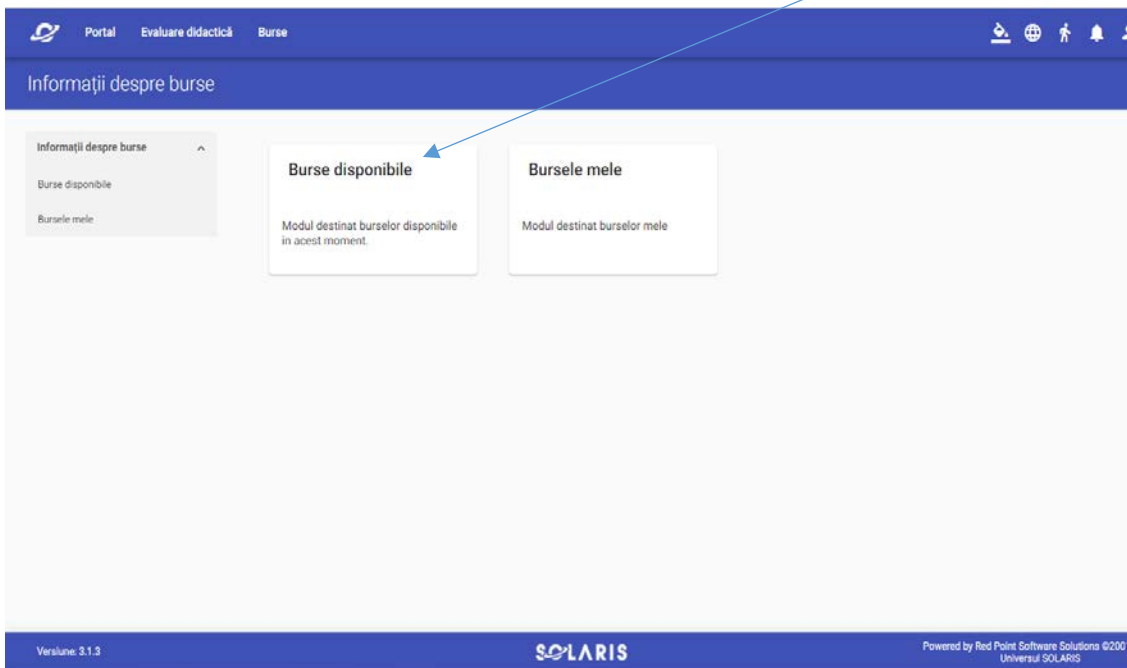 Portal Evaluare didactică Burse
Informații despre burse
Informații despre burse
Burse disponibile
Bursele mele
Burse disponibile
Modul destinat burselor disponibile
in acest moment.
Bursele mele
Modul destinat burselor mele
Versiune: 3.1.3
SOLARIS
Powered by Red Point Software Solutions ©200
Universul SOLARIS